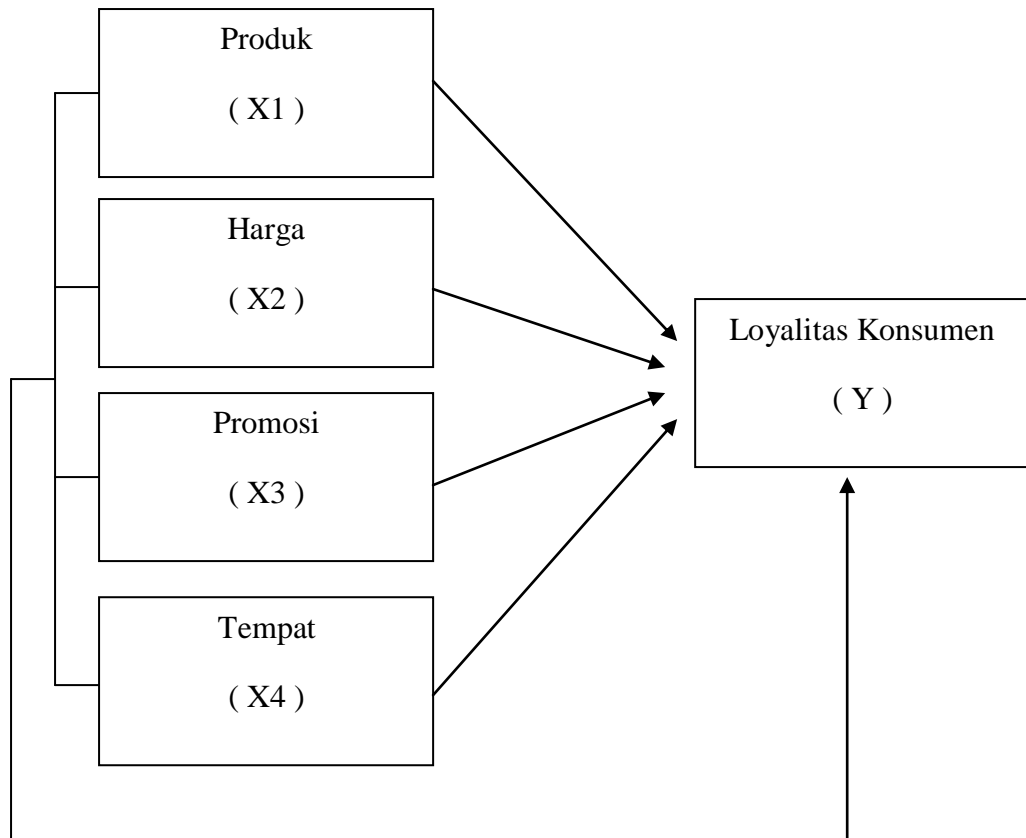 Produk
( X1 )
Harga
( X2 )
Promosi
( X3 )
Tempat
( X4 )
Loyalitas Konsumen
( Y )